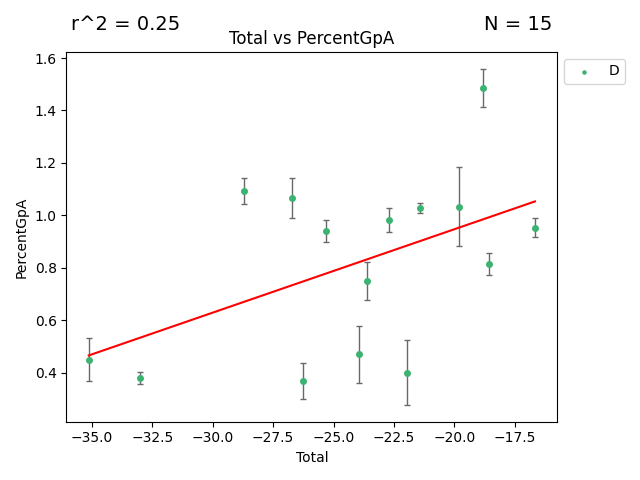 r^2 = 0.25
N = 15
Total vs PercentGpA
D
1.6
1.4
1.2
1.0
0.8
0.6
0.4
PercentGpA
−35.0 −32.5 −30.0 −27.5 −25.0 −22.5 −20.0 −17.5
Total